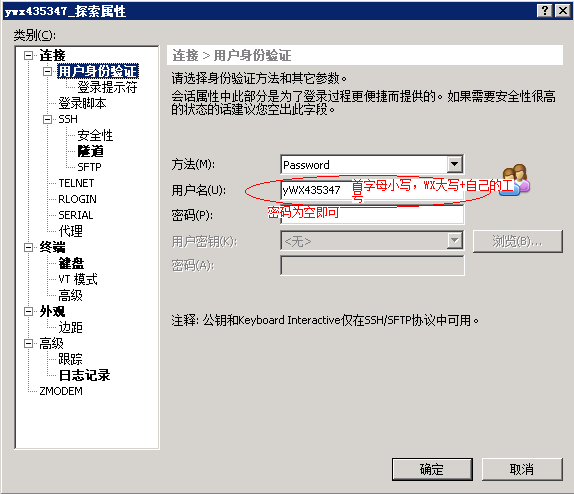 ywx435347_探索属性
类别(C):
连接
用户身份验证
登录提示符
登录脚本
SSH
安全性
隧道
SFTP
TELNET
RLOGIN
SERIAL
代理
终端
键盘
VT 模式
高级
外观
边距
高级
跟踪
日志记录
ZMODEM
连接 > 用户身份验证
请选择身份验证方法和其它参数。
会话属性中此部分是为了登录过程更便捷而提供的。如果需要安全性很高
的状态的话建议您空出此字段。
方法(M): Password
用户名(U): yWX435347 首字母小写，WX大写+自己的工
号
密码(P): 密码为空即可
用户密钥(K): <无> 浏览(B)...
密码(A):
注释: 公钥和Keyboard Interactive仅在SSH/SFTP协议中可用。
确定 取消